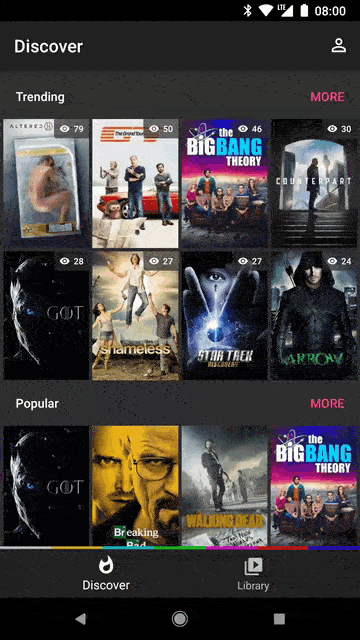 LTE 08:00
Discover
Trending MORE
ALTERED 79
The Grand Tour 50
46
the BIG BANG THEORY
30
COUNTERPART
28
GOT
27
shameless
27
STAR TREK
DISCOVERY
24
ARROW
Popular MORE
GOT
Breaking
Bad
WALKING DEAD
the
BIG BANG
THEORY
Discover Library